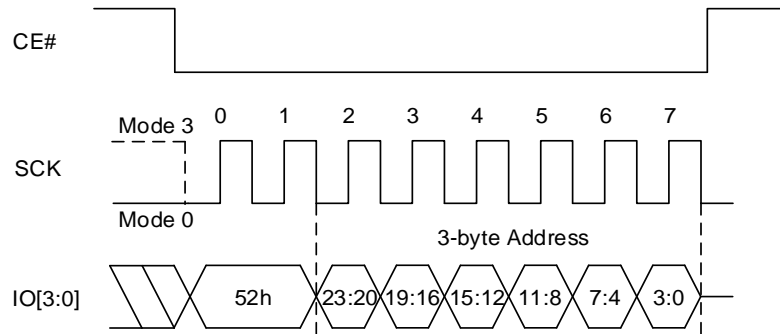 CE#
0 1 2 3 4 5 6 7
Mode 3
SCK
Mode 0
3-byte Address
IO[3:0] 52h 23:20 19:16 15:12 11:8 7:4 3:0